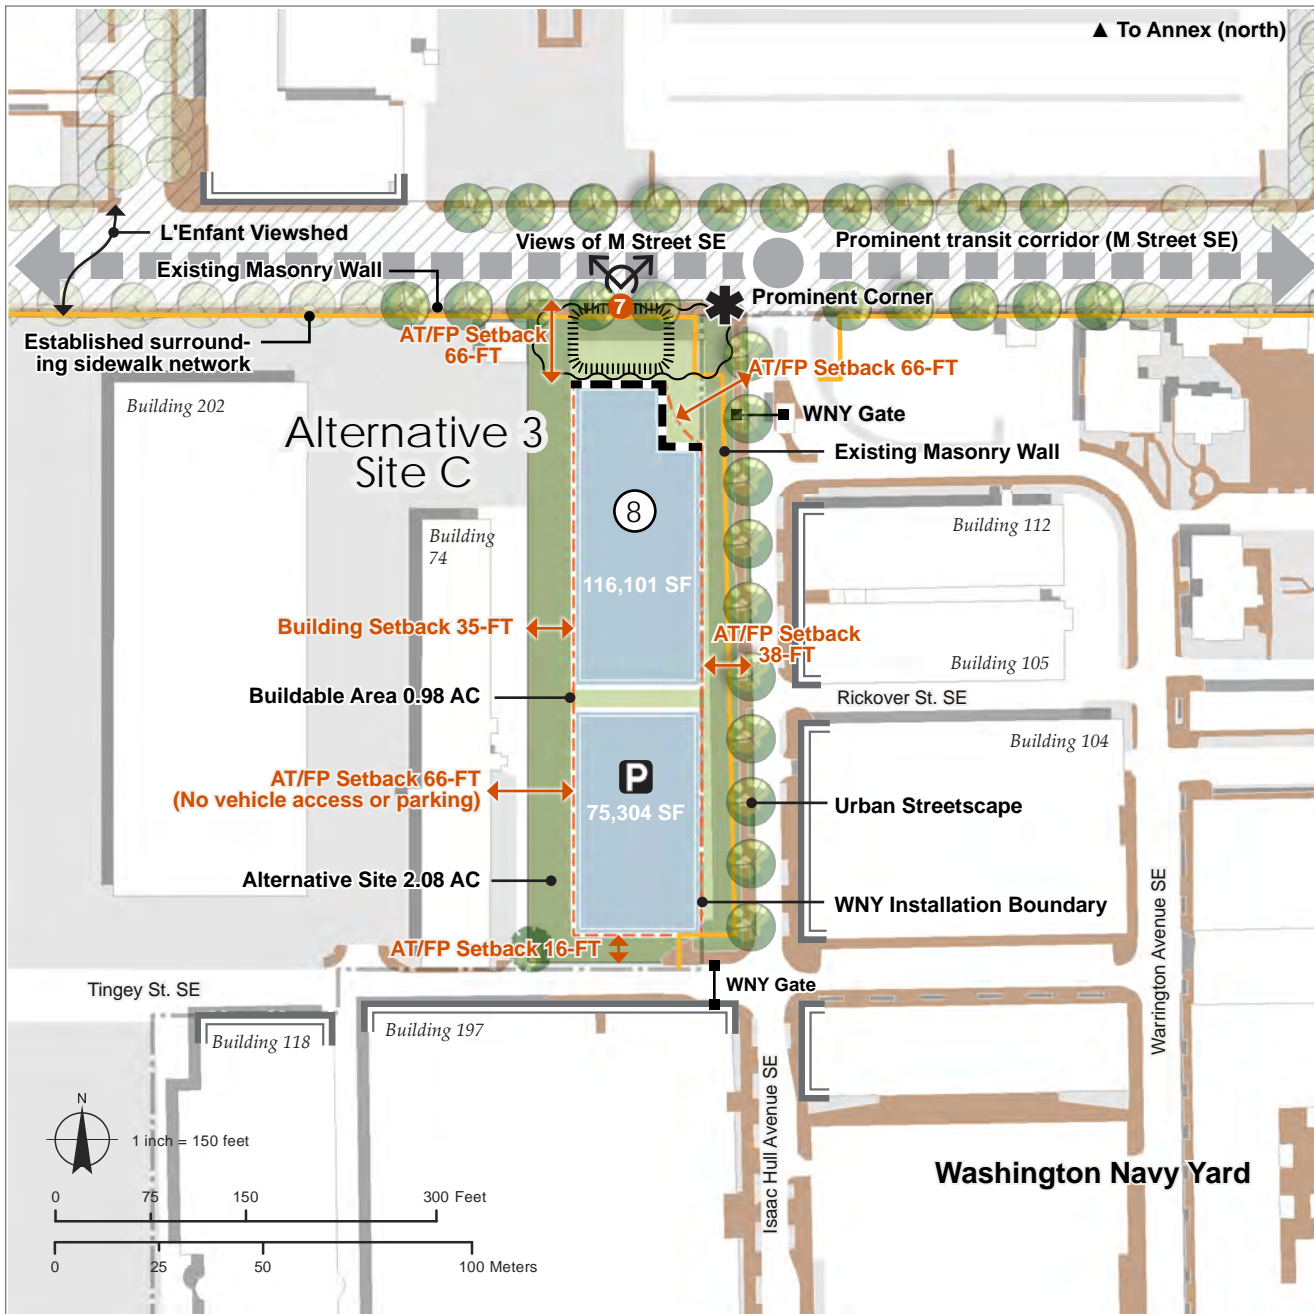 ▲ To Annex (north)
L'Enfant Viewshed
Views of M Street SE
Prominent transit corridor (M Street SE)
Existing Masonry Wall
7
Prominent Corner
Established surround-
ing sidewalk network
AT/FP Setback
66-FT
AT/FP Setback 66-FT
Building 202
WNY Gate
Alternative 3
Site C
Existing Masonry Wall
8
Building
74
Building 112
116,101 SF
Building Setback 35-FT
AT/FP Setback
38-FT
Building 105
Buildable Area 0.98 AC
Rickover St. SE
Building 104
AT/FP Setback 66-FT
(No vehicle access or parking)
P
75,304 SF
Urban Streetscape
Alternative Site 2.08 AC
WNY Installation Boundary
AT/FP Setback 16-FT
Warrington Avenue SE
WNY Gate
Tingey St. SE
Building 118
Building 197
Isaac Hull Avenue SE
N
1 inch = 150 feet
Washington Navy Yard
0 75 150 300 Feet
0 25 50 100 Meters